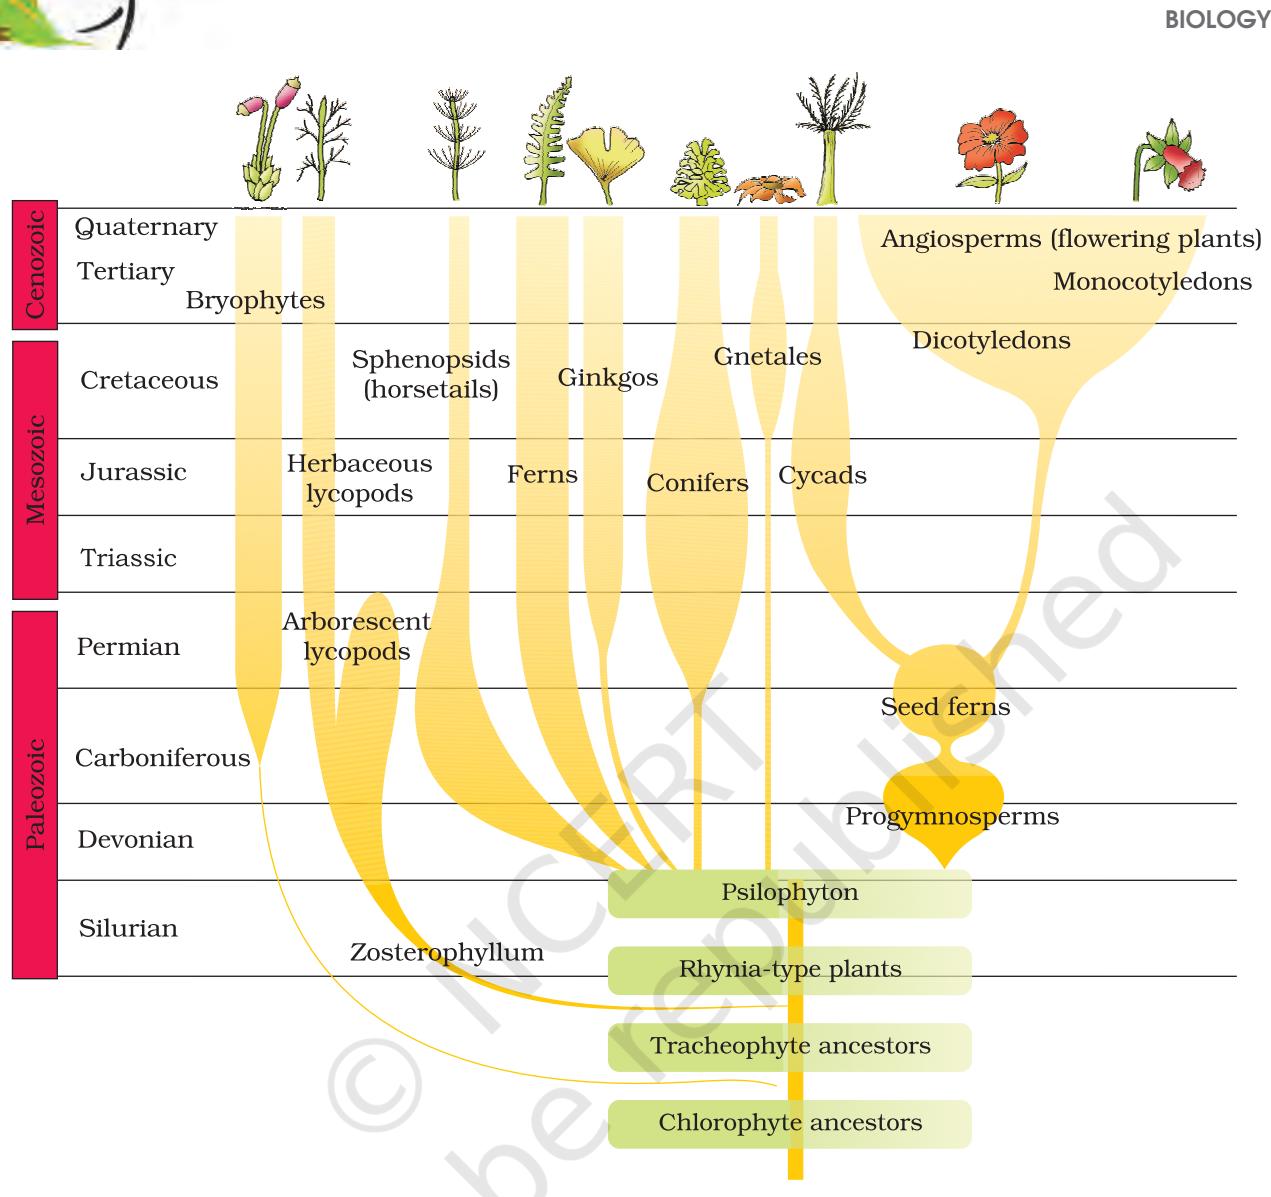 BIOLOGY
Cenozoic
Quaternary
Tertiary
Bryophytes
Angiosperms (flowering plants)
Monocotyledons
Dicotyledons
Mesozoic
Cretaceous
Sphenopsids
(horsetails)
Ginkgos
Gnetales
Jurassic
Herbaceous
lycopods
Ferns
Conifers
Cycads
Triassic
Paleozoic
Permian
Arborescent
lycopods
Seed ferns
Carboniferous
Progymnosperms
Devonian
Psilophyton
Silurian
Zosterophyllum
Rhynia-type plants
Tracheophyte ancestors
Chlorophyte ancestors
© NCERT
be republished